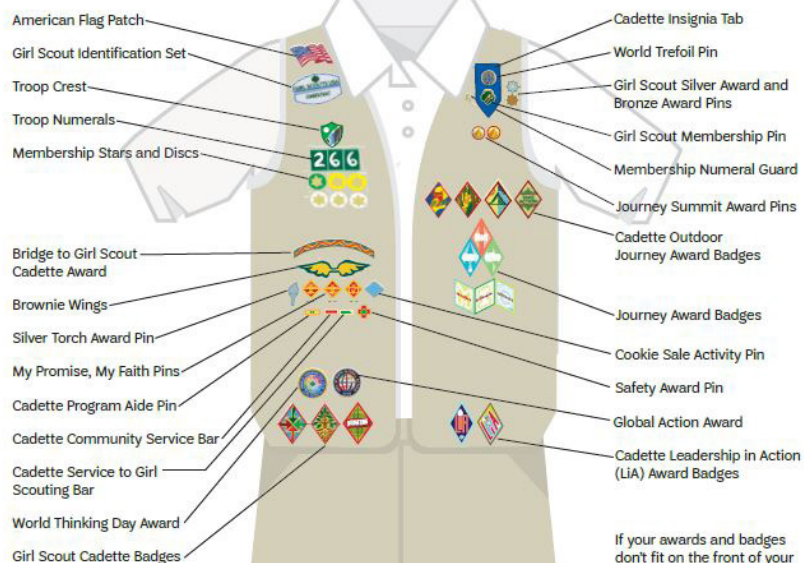 American Flag Patch
Girl Scout Identification Set
Troop Crest
Troop Numerals
Membership Stars and Discs
Bridge to Girl Scout
Cadette Award
Brownie Wings
Silver Torch Award Pin
My Promise, My Faith Pins
Cadette Program Aide Pin
Cadette Community Service Bar
Cadette Service to Girl
Scouting Bar
World Thinking Day Award
Girl Scout Cadette Badges
266
Cadette Insignia Tab
World Trefoil Pin
Girl Scout Silver Award and
Bronze Award Pins
Girl Scout Membership Pin
Membership Numeral Guard
Journey Summit Award Pins
Cadette Outdoor
Journey Award Badges
Journey Award Badges
Cookie Sale Activity Pin
Safety Award Pin
Global Action Award
Cadette Leadership in Action
(LiA) Award Badges
If your awards and badges
don't fit on the front of your